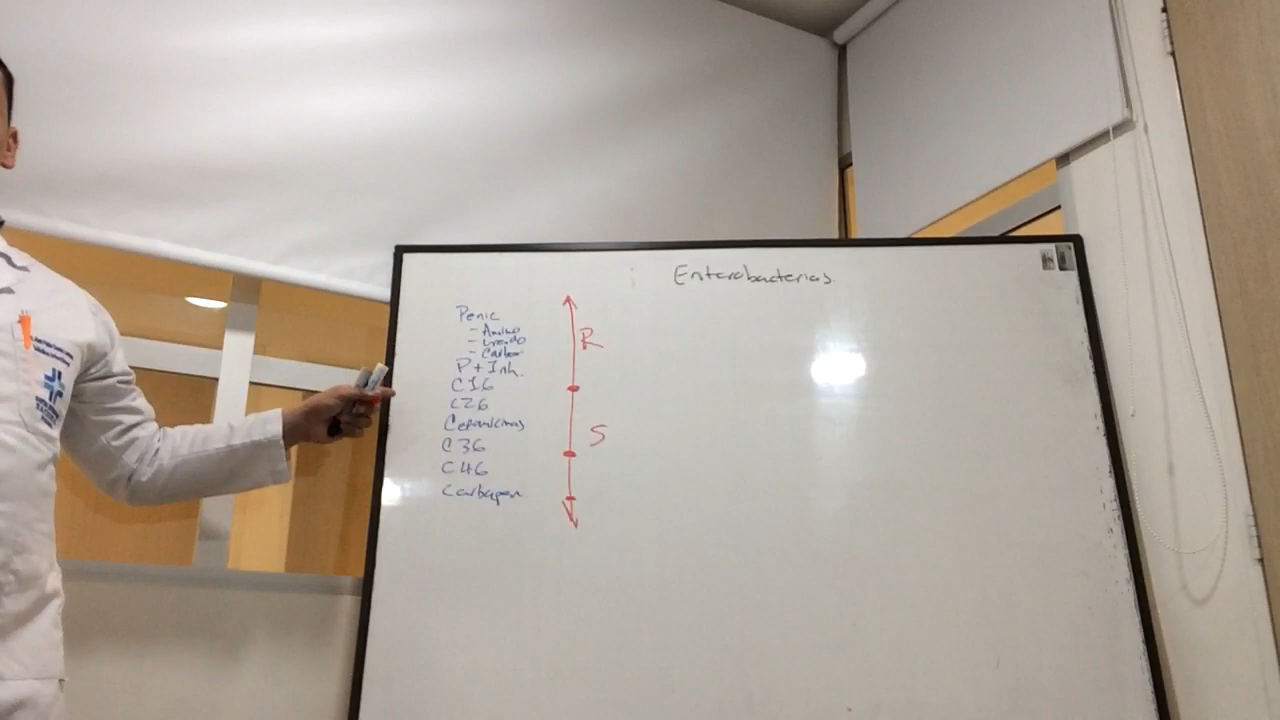 Enterobacterias.
Penic
- Amino
- Ureido
- Carbox
P + Inh.
C1G
C2G
Cefamicinas
C3G
C4G
Carbapen.
R
S